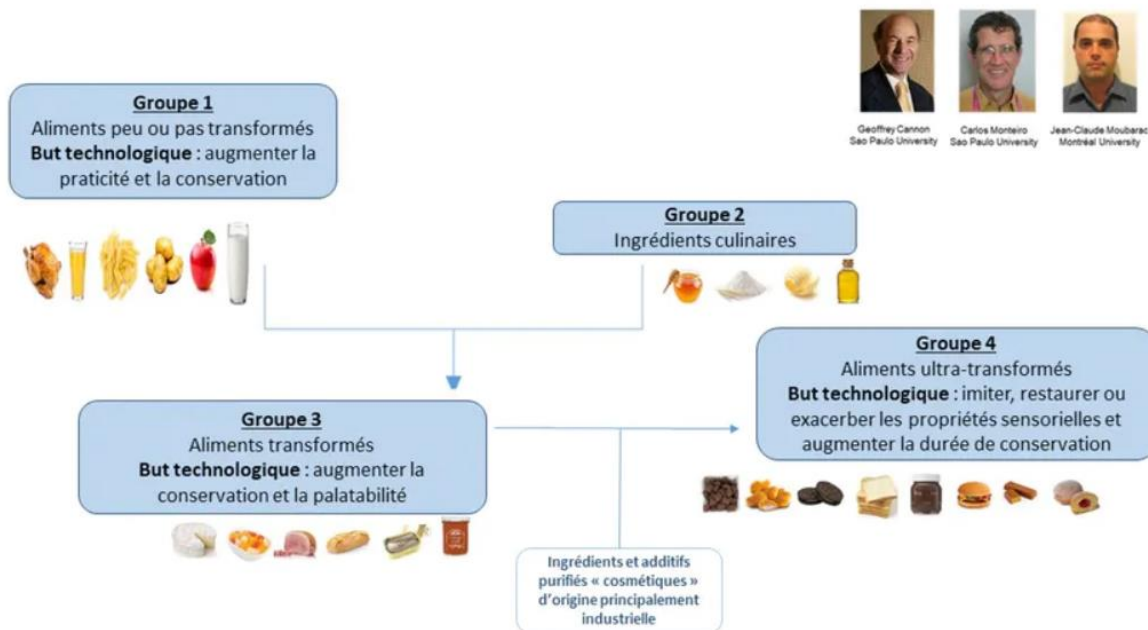 Geoffrey Cannon
Sao Paulo University
Carlos Monteiro
Sao Paulo University
Jean-Claude Moubarac
Montréal University
Groupe 1
Aliments peu ou pas transformés
But technologique : augmenter la
praticité et la conservation
Groupe 2
Ingrédients culinaires
Groupe 3
Aliments transformés
But technologique : augmenter la
conservation et la palatabilité
Groupe 4
Aliments ultra-transformés
But technologique : imiter, restaurer ou
exacerber les propriétés sensorielles et
augmenter la durée de conservation
Ingrédients et additifs
purifiés « cosmétiques »
d'origine principalement
industrielle